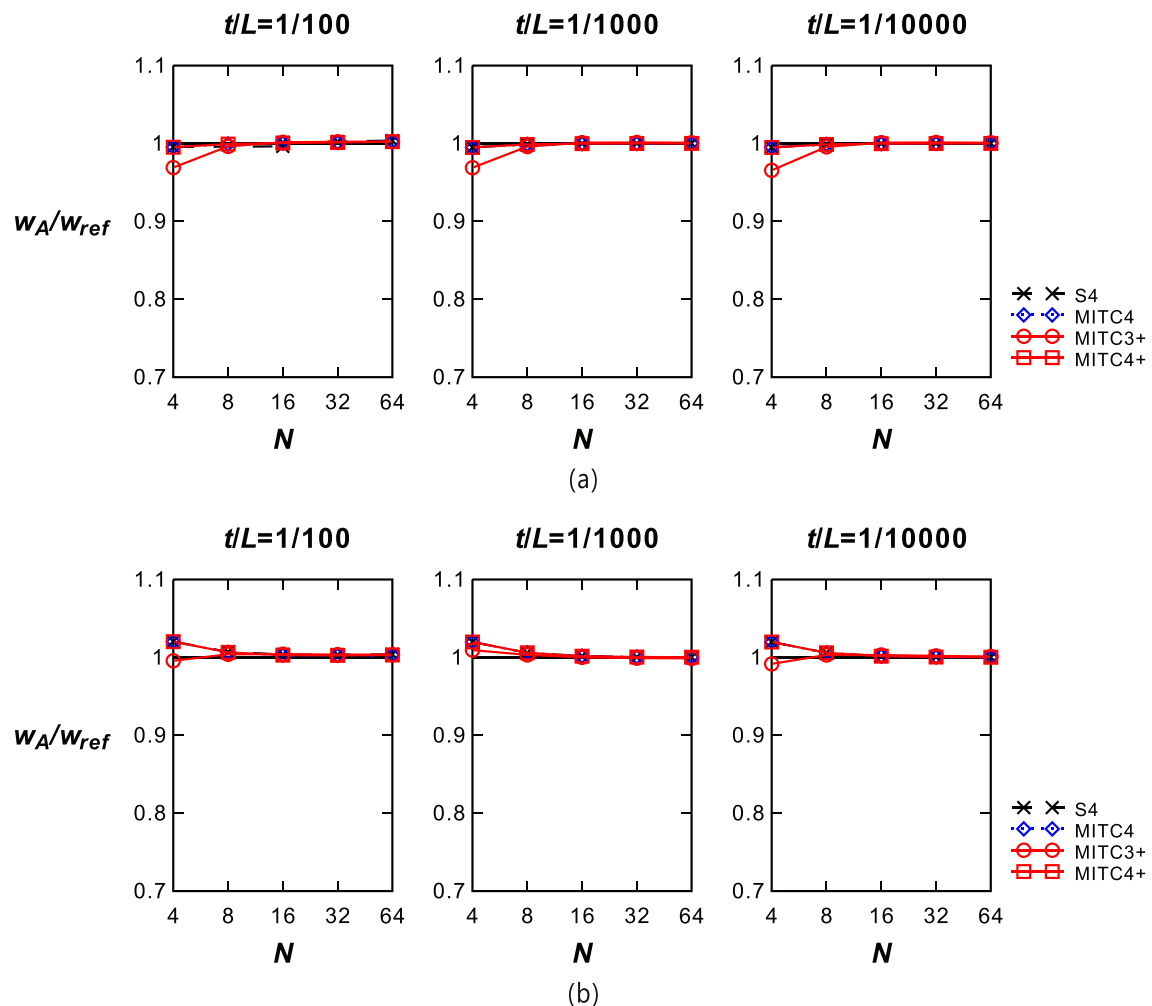 t/L=1/100 t/L=1/1000 t/L=1/10000
1.1 1.1 1.1
1 1 1
0.9 0.9 0.9
wA/wref
0.8 0.8 0.8
S4
MITC4
MITC3+
MITC4+
0.7 0.7 0.7
4 8 16 32 64 4 8 16 32 64 4 8 16 32 64
N N N
(a)
t/L=1/100 t/L=1/1000 t/L=1/10000
1.1 1.1 1.1
1 1 1
0.9 0.9 0.9
wA/wref
0.8 0.8 0.8
S4
MITC4
MITC3+
MITC4+
0.7 0.7 0.7
4 8 16 32 64 4 8 16 32 64 4 8 16 32 64
N N N
(b)